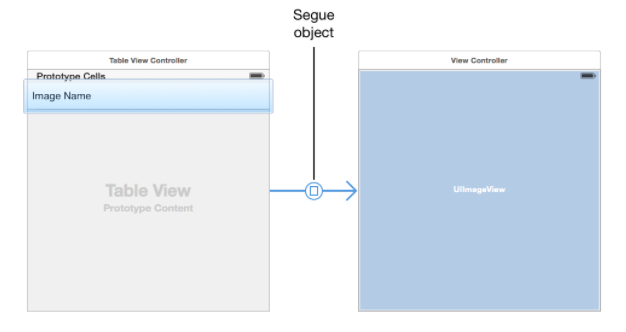 Segue
object
Table View Controller
Prototype Cells
Image Name
Table View
Prototype Content
View Controller
UIImageView